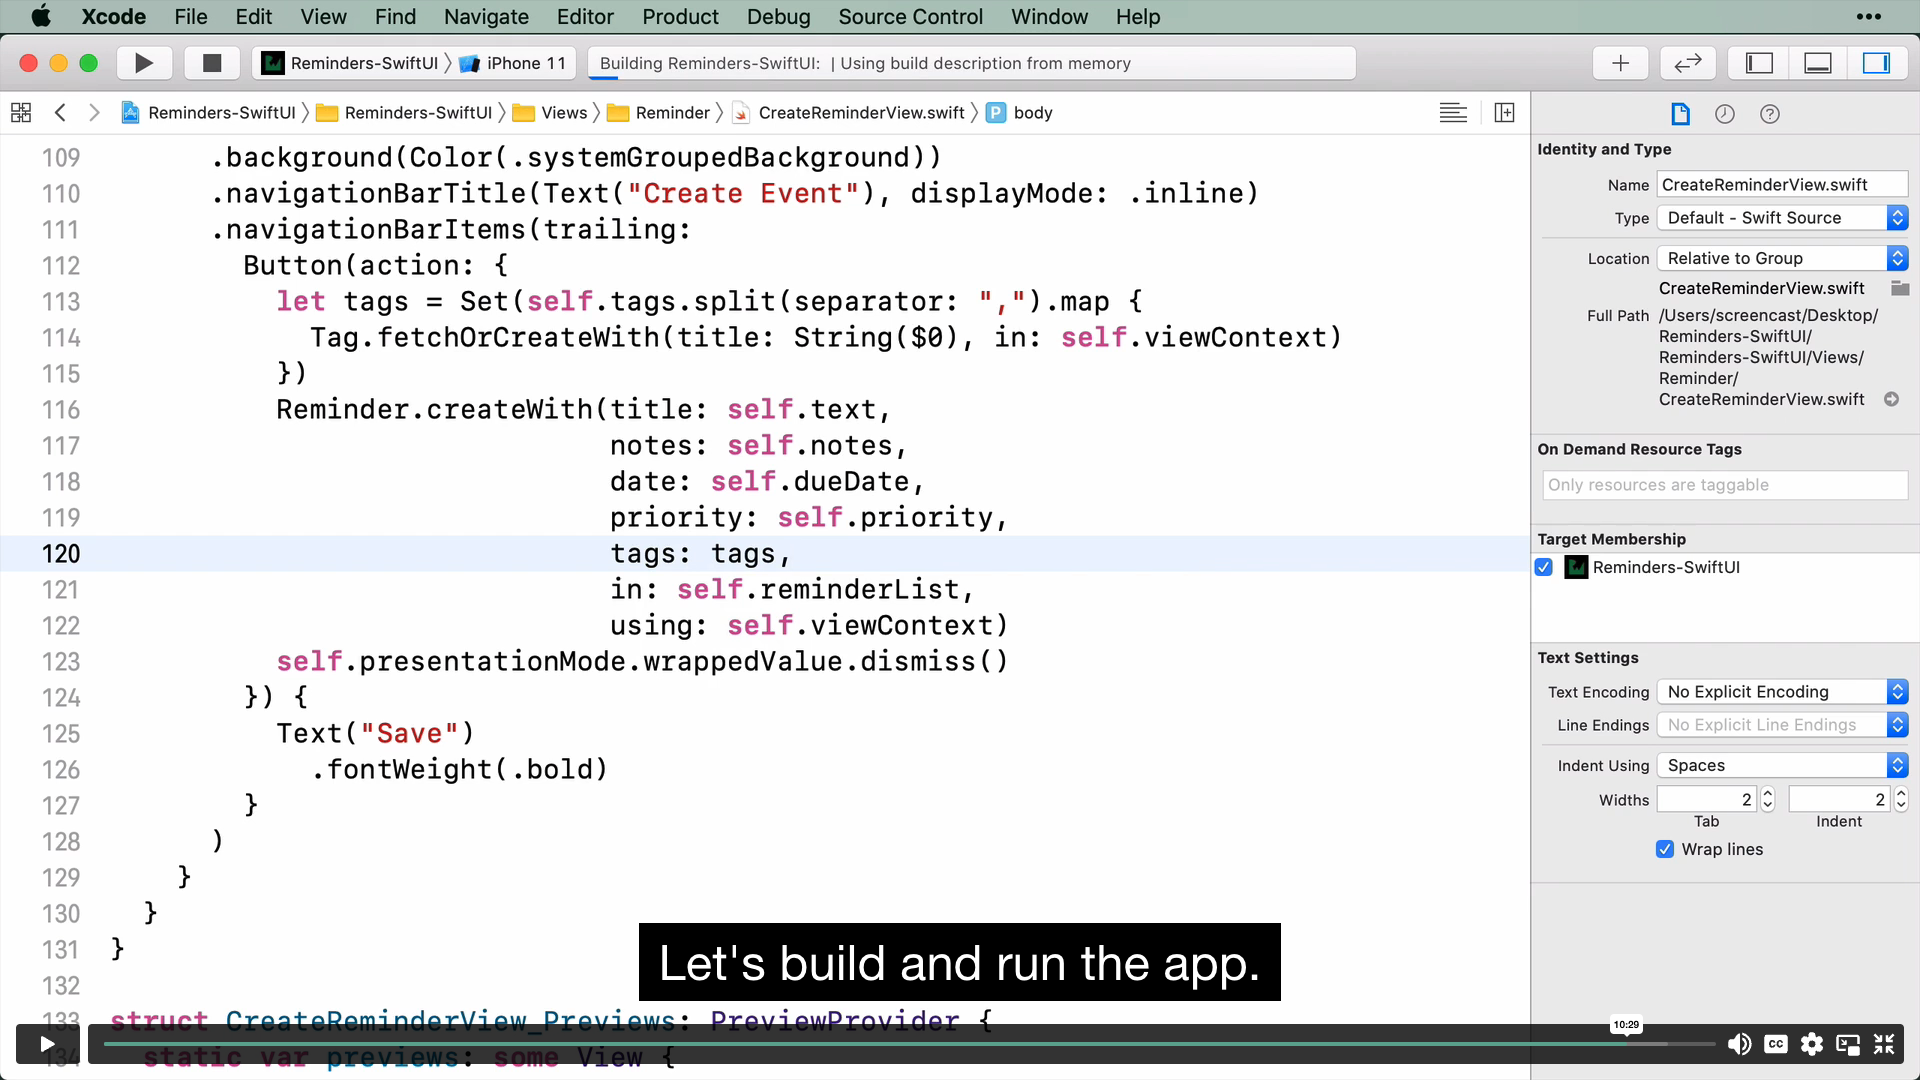 Xcode File Edit View Find Navigate Editor Product Debug Source Control Window Help
Reminders-SwiftUI iPhone 11 Building Reminders-SwiftUI: | Using build description from memory
Reminders-SwiftUI Reminders-SwiftUI Views Reminder CreateReminderView.swift P body
109 .background(Color(.systemGroupedBackground))
110 .navigationBarTitle(Text("Create Event"), displayMode: .inline)
111 .navigationBarItems(trailing:
112 Button(action: {
113 let tags = Set(self.tags.split(separator: ",").map {
114 Tag.fetchOrCreateWith(title: String($0), in: self.viewContext)
115 })
116 Reminder.createWith(title: self.text,
117 notes: self.notes,
118 date: self.dueDate,
119 priority: self.priority,
120 tags: tags,
121 in: self.reminderList,
122 using: self.viewContext)
123 self.presentationMode.wrappedValue.dismiss()
124 }) {
125 Text("Save")
126 .fontWeight(.bold)
127 }
128 )
129 }
130 }
131 }
132
133 struct CreateReminderView_Previews: PreviewProvider {
134 static var previews: some View {
Let's build and run the app.
10:29
CC
Identity and Type
Name CreateReminderView.swift
Type Default - Swift Source
Location Relative to Group
CreateReminderView.swift
Full Path /Users/screencast/Desktop/
Reminders-SwiftUI/
Reminders-SwiftUI/Views/
Reminder/
CreateReminderView.swift
On Demand Resource Tags
Only resources are taggable
Target Membership
Reminders-SwiftUI
Text Settings
Text Encoding No Explicit Encoding
Line Endings No Explicit Line Endings
Indent Using Spaces
Widths 2 2
Tab Indent
Wrap lines